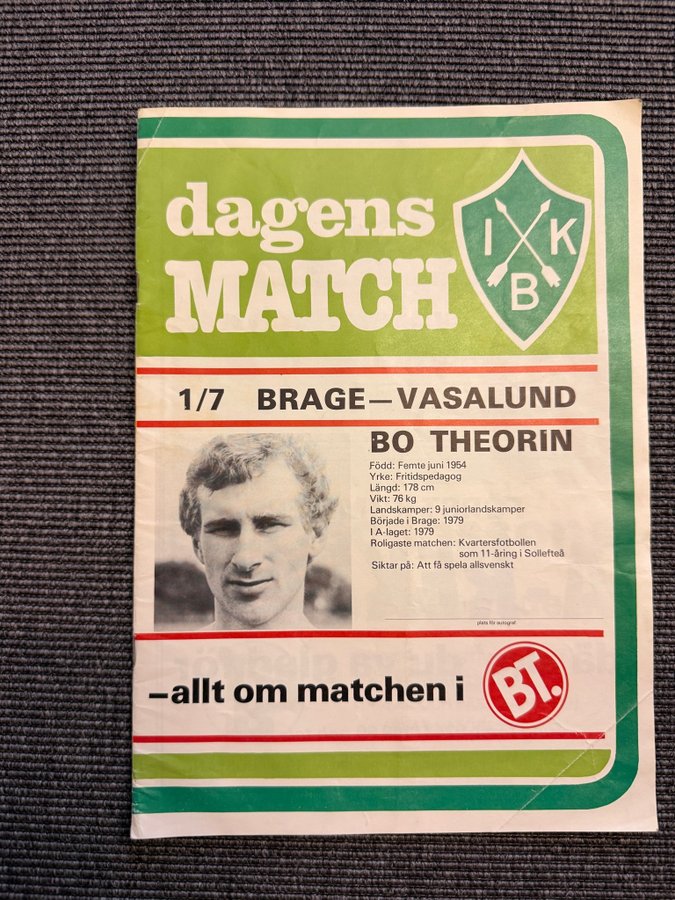 dagens
MATCH
I K
B
1/7 BRAGE–VASALUND
BO THEORIN
Född: Femte juni 1954
Yrke: Fritidspedagog
Längd: 178 cm
Vikt: 76 kg
Landskamper: 9 juniorlandskamper
Började i Brage: 1979
I A-laget: 1979
Roligaste matchen: Kvartersfotbollen
som 11-åring i Sollefteå
Siktar på: Att få spela allsvenskt
plats för autograf
–allt om matchen i
BT.